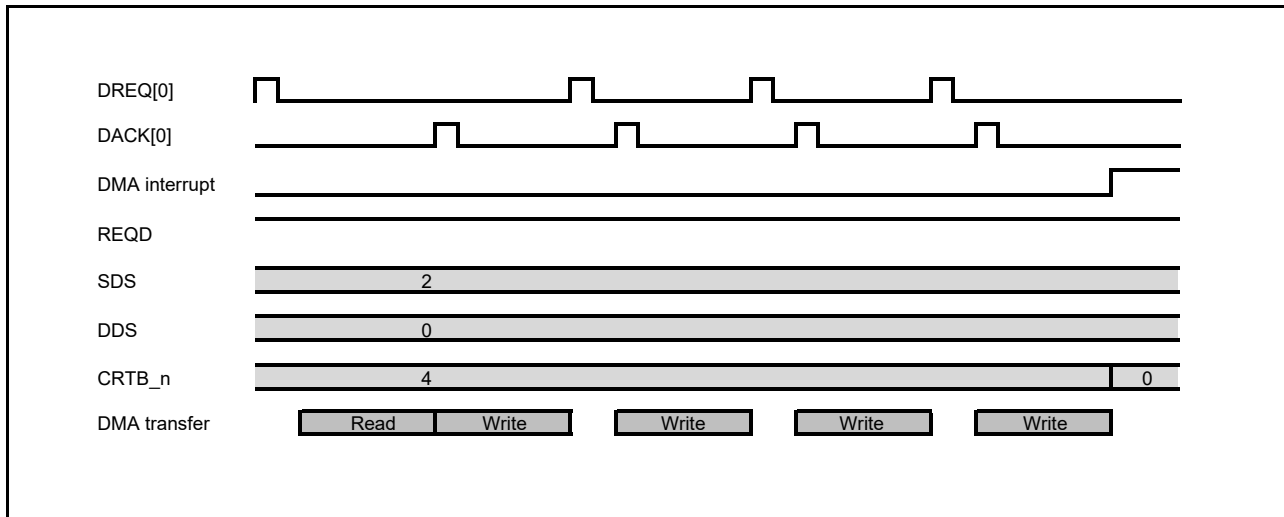 DREQ[0]
DACK[0]
DMA interrupt
REQD
SDS 2
DDS 0
CRTB_n 4 0
DMA transfer Read Write Write Write Write